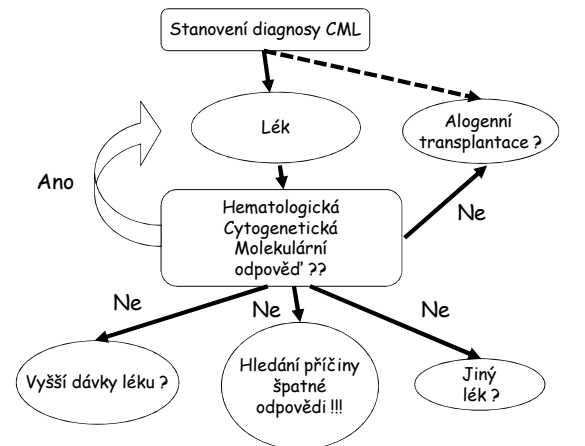 Stanovení diagnosy CML
Lék
Alogenní
transplantace ?
Ano
Hematologická
Cytogenetická
Molekulární
odpověď ??
Ne
Ne
Ne
Ne
Vyšší dávky léku ?
Hledání příčiny
špatné
odpovědi !!!
Jiný
lék ?